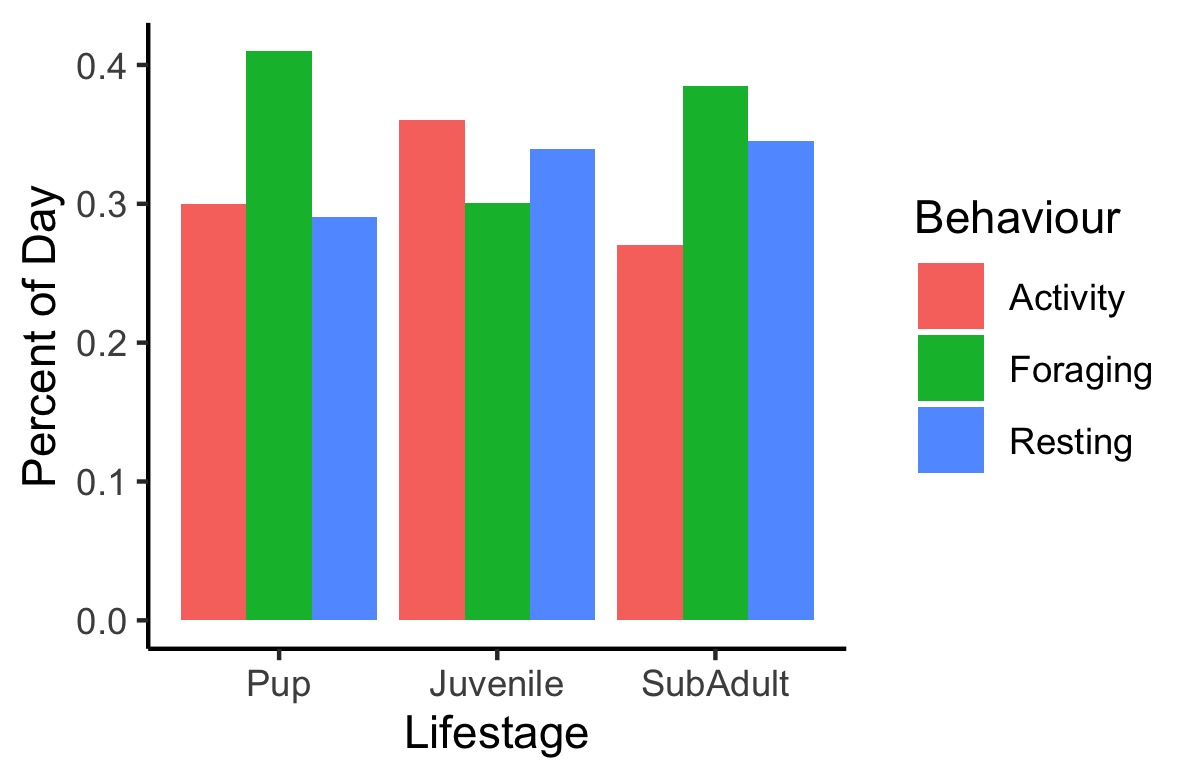 0.4
0.3
0.2
0.1
0.0
Percent of Day
Pup Juvenile SubAdult
Lifestage
Behaviour
Activity
Foraging
Resting